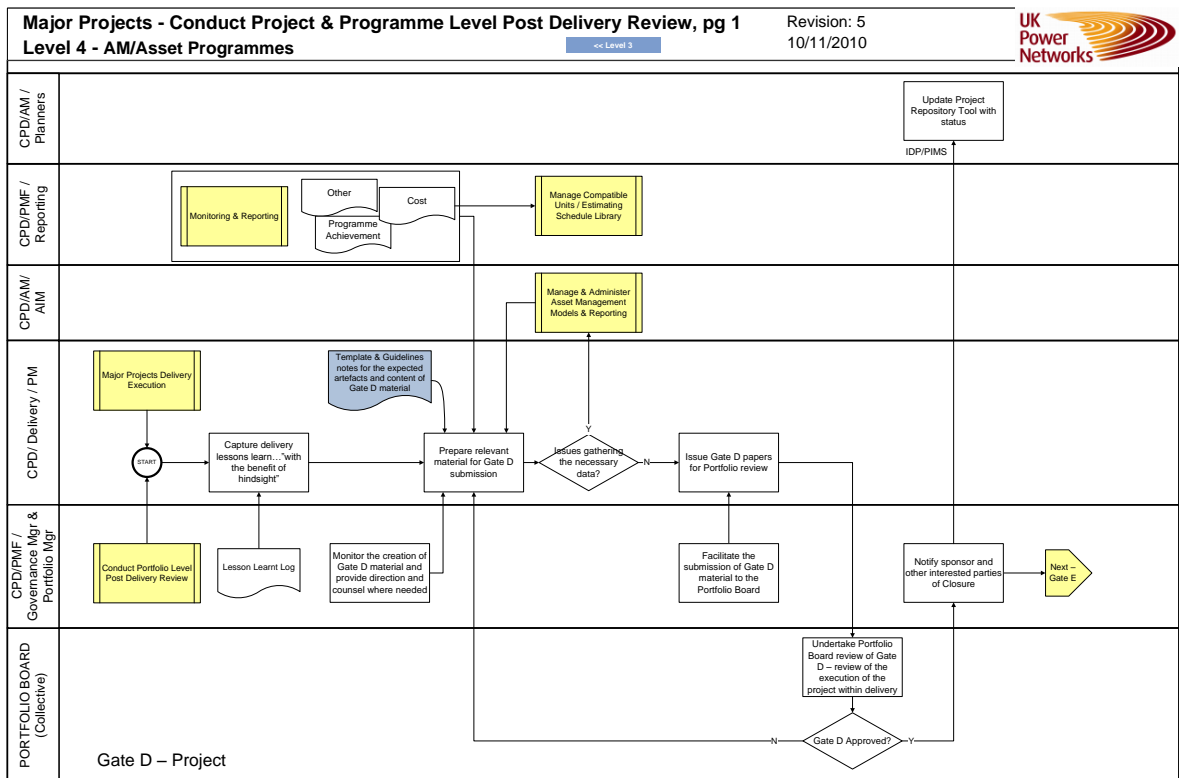 Major Projects - Conduct Project & Programme Level Post Delivery Review, pg 1
Level 4 - AM/Asset Programmes
<< Level 3
Revision: 5
10/11/2010
UK
Power
Networks
CPD/AM /
Planners
Update Project
Repository Tool with
status
IDP/PIMS
CPD/PMF /
Reporting
Monitoring & Reporting
Other
Cost
Programme
Achievement
Manage Compatible
Units / Estimating
Schedule Library
CPD/AM/
AIM
Manage & Administer
Asset Management
Models & Reporting
CPD/ Delivery / PM
Major Projects Delivery
Execution
Template & Guidelines
notes for the expected
artefacts and content of
Gate D material
START
Capture delivery
lessons learn…"with
the benefit of
hindsight"
Prepare relevant
material for Gate D
submission
Y
Issues gathering
the necessary
data?
N
Issue Gate D papers
for Portfolio review
CPD/PMF /
Governance Mgr &
Portfolio Mgr
Conduct Portfolio Level
Post Delivery Review
Lesson Learnt Log
Monitor the creation of
Gate D material and
provide direction and
counsel where needed
Facilitate the
submission of Gate D
material to the
Portfolio Board
Notify sponsor and
other interested parties
of Closure
Next –
Gate E
PORTFOLIO BOARD
(Collective)
Undertake Portfolio
Board review of Gate
D – review of the
execution of the
project within delivery
N
Gate D Approved?
Y
Gate D – Project